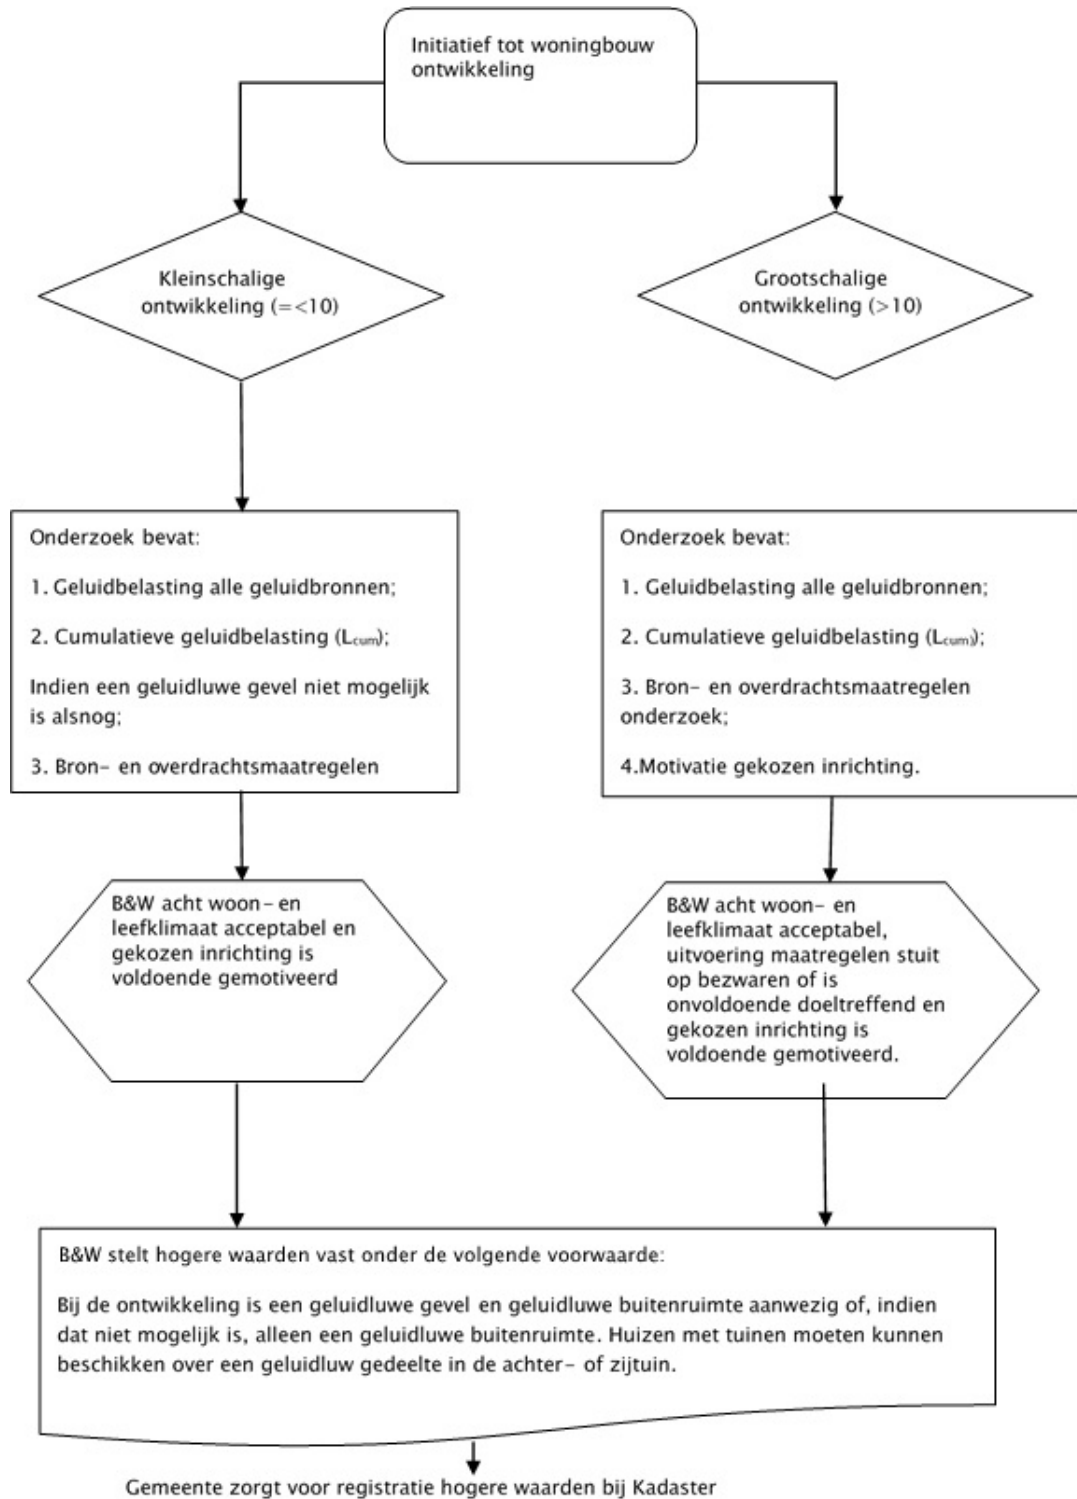 Initiatief tot woningbouw
ontwikkeling
Kleinschalige
ontwikkeling (=<10)
Grootschalige
ontwikkeling (>10)
Onderzoek bevat:
1. Geluidbelasting alle geluidbronnen;
2. Cumulatieve geluidbelasting (Lcum);
Indien een geluidluwe gevel niet mogelijk
is alsnog;
3. Bron- en overdrachtsmaatregelen
Onderzoek bevat:
1. Geluidbelasting alle geluidbronnen;
2. Cumulatieve geluidbelasting (Lcum));
3. Bron- en overdrachtsmaatregelen
onderzoek;
4.Motivatie gekozen inrichting.
B&W acht woon- en
leefklimaat acceptabel en
gekozen inrichting is
voldoende gemotiveerd
B&W acht woon- en
leefklimaat acceptabel,
uitvoering maatregelen stuit
op bezwaren of is
onvoldoende doeltreffend en
gekozen inrichting is
voldoende gemotiveerd.
B&W stelt hogere waarden vast onder de volgende voorwaarde:
Bij de ontwikkeling is een geluidluwe gevel en geluidluwe buitenruimte aanwezig of, indien
dat niet mogelijk is, alleen een geluidluwe buitenruimte. Huizen met tuinen moeten kunnen
beschikken over een geluidluw gedeelte in de achter- of zijtuin.
Gemeente zorgt voor registratie hogere waarden bij Kadaster